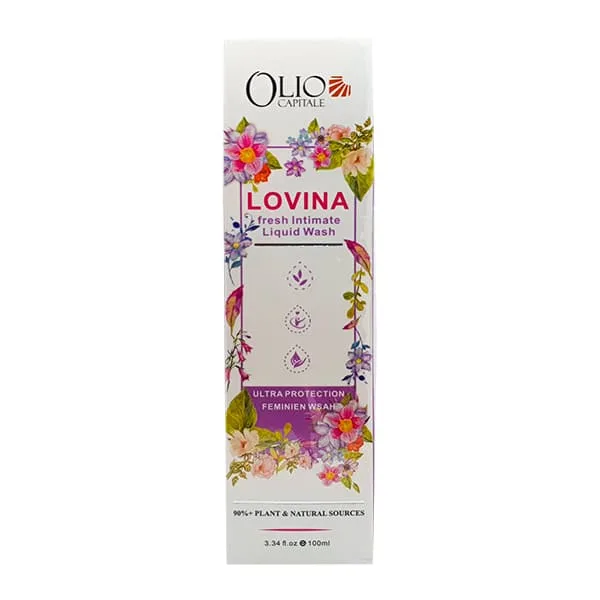 OLIO
CAPITALE
LOVINA
fresh Intimate
Liquid Wash
ULTRA PROTECTION
FEMINIEN WSAH
90%+ PLANT & NATURAL SOURCES
3.34 fl.oz ℮ 100ml